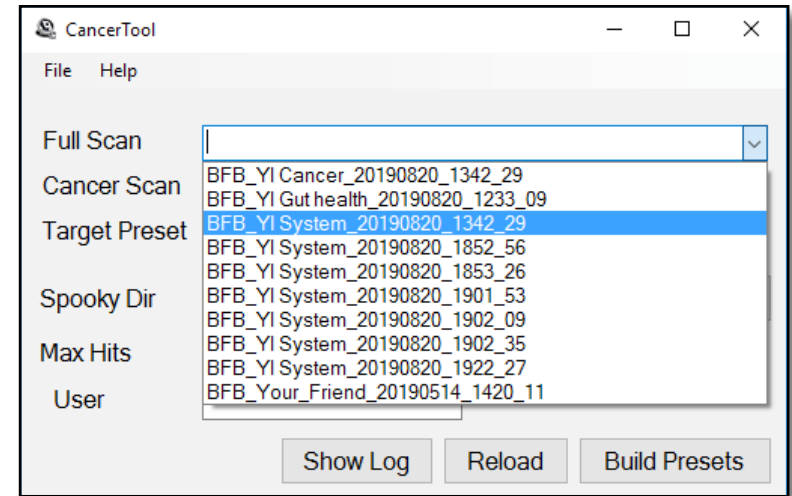 CancerTool
File Help
Full Scan
Cancer Scan
Target Preset
Spooky Dir
Max Hits
User
BFB_YI Cancer_20190820_1342_29
BFB_YI Gut health_20190820_1233_09
BFB_YI System_20190820_1342_29
BFB_YI System_20190820_1852_56
BFB_YI System_20190820_1853_26
BFB_YI System_20190820_1901_53
BFB_YI System_20190820_1902_09
BFB_YI System_20190820_1902_35
BFB_YI System_20190820_1922_27
BFB_Your_Friend_20190514_1420_11
Show Log Reload Build Presets